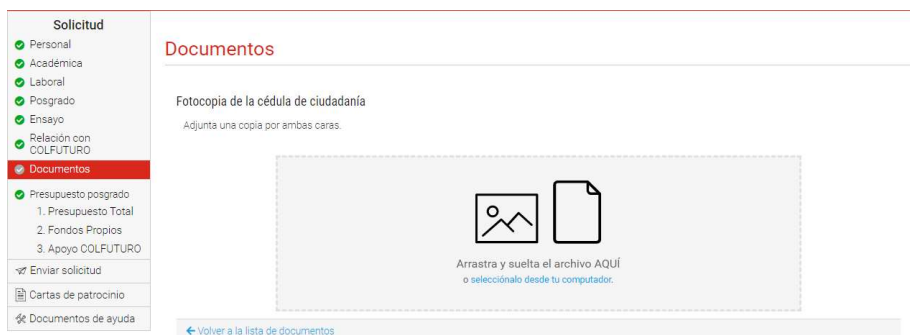 Solicitud
Personal
Académica
Laboral
Posgrado
Ensayo
Relación con
COLFUTURO
Documentos
Presupuesto posgrado
1. Presupuesto Total
2. Fondos Propios
3. Apoyo COLFUTURO
Enviar solicitud
Cartas de patrocinio
Documentos de ayuda
Documentos
Fotocopia de la cédula de ciudadanía
Adjunta una copia por ambas caras.
Arrastra y suelta el archivo AQUÍ
o selecciónalo desde tu computador.
Volver a la lista de documentos